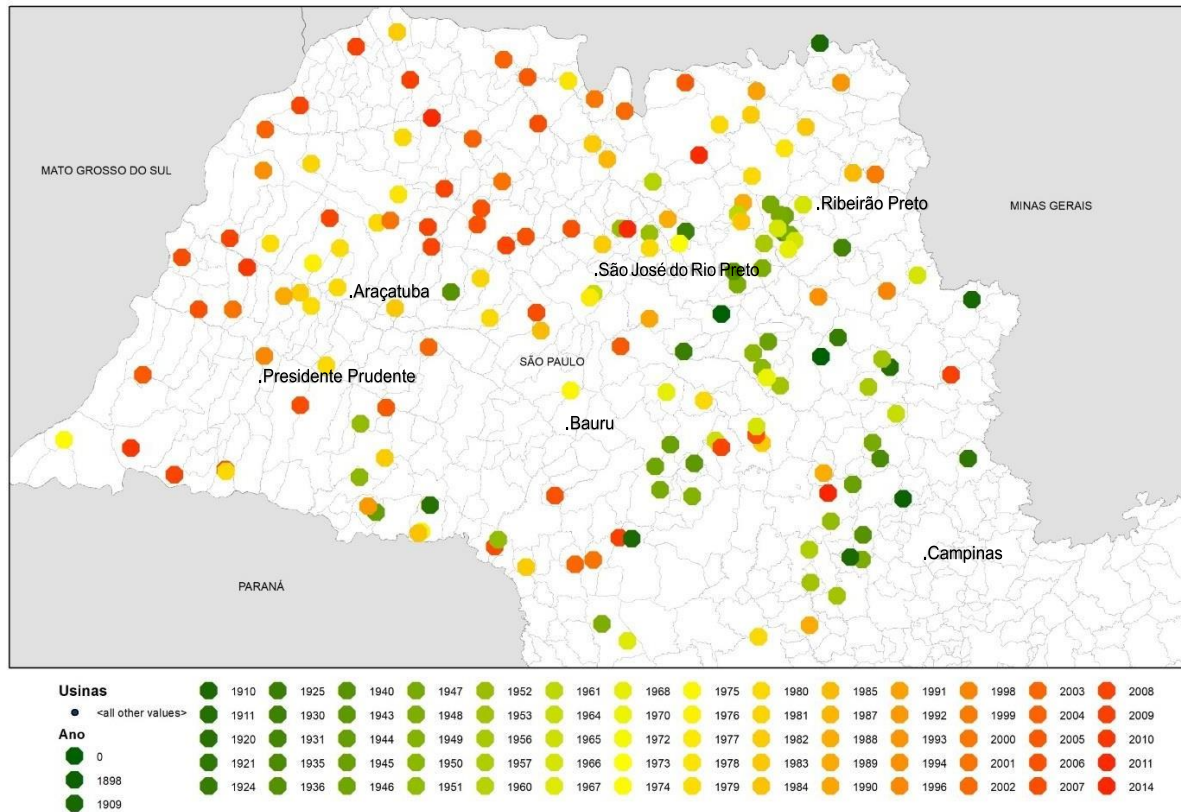 MATO GROSSO DO SUL
MINAS GERAIS
.Ribeirão Preto
.São José do Rio Preto
.Araçatuba
SÃO PAULO
.Presidente Prudente
.Bauru
.Campinas
PARANÁ
Usinas
<all other values>
Ano
0
1898
1909
1910 1925 1940 1947 1952 1961 1968 1975 1980 1985 1991 1998 2003 2008
1911 1930 1943 1948 1953 1964 1970 1976 1981 1987 1992 1999 2004 2009
1920 1931 1944 1949 1956 1965 1972 1977 1982 1988 1993 2000 2005 2010
1921 1935 1945 1950 1957 1966 1973 1978 1983 1989 1994 2001 2006 2011
1924 1936 1946 1951 1960 1967 1974 1979 1984 1990 1996 2002 2007 2014